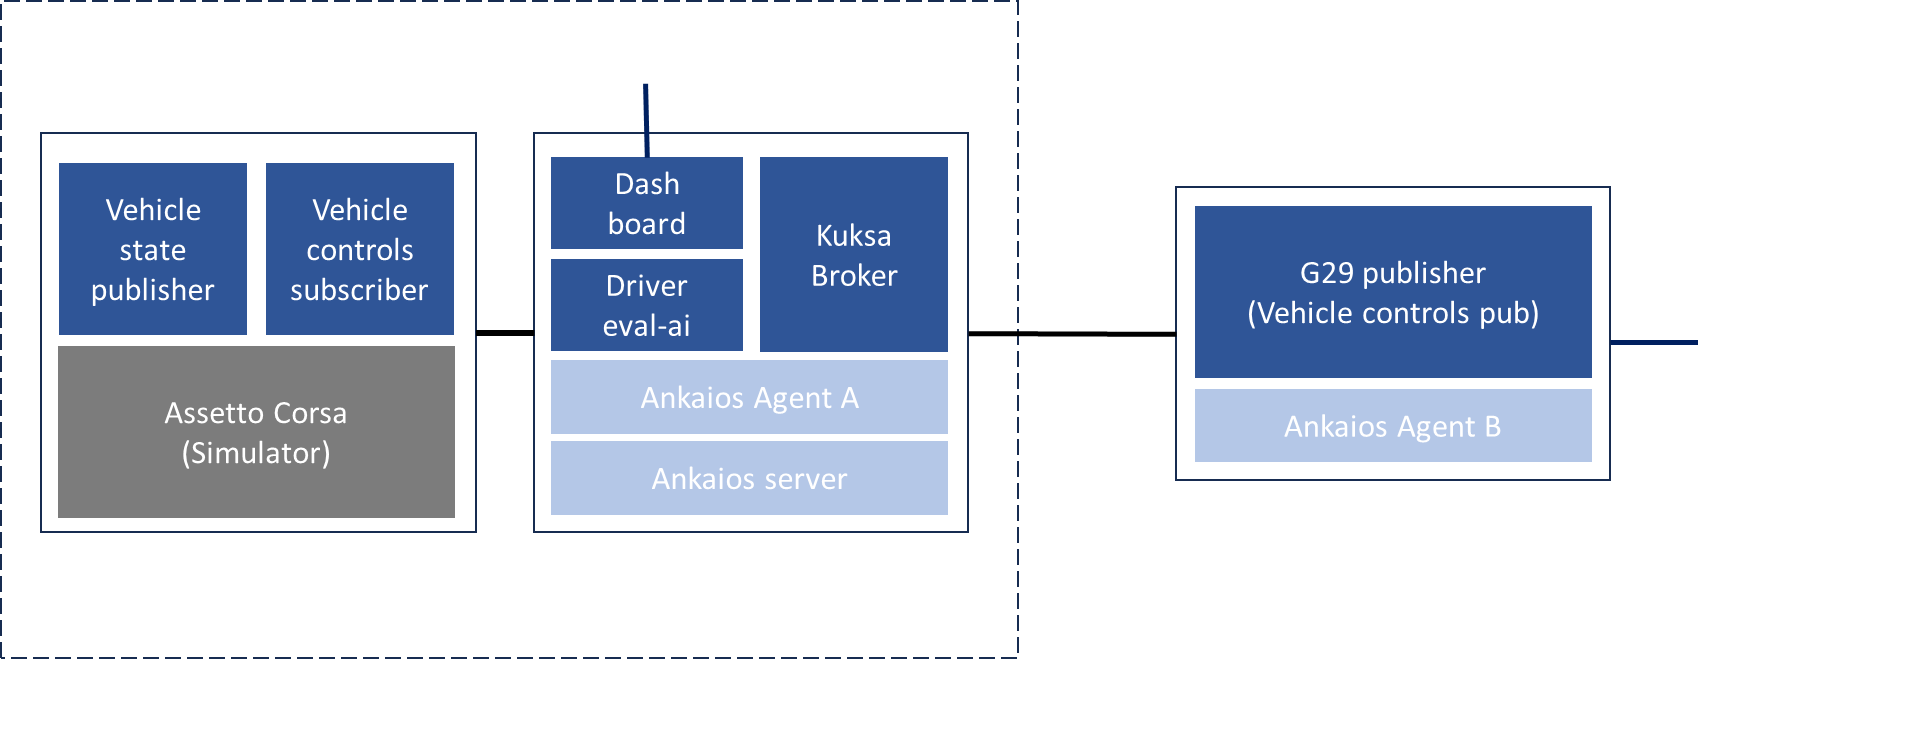 Vehicle
state
publisher
Vehicle
controls
subscriber
Assetto Corsa
(Simulator)
Dash
board
Driver
eval-ai
Kuksa
Broker
Ankaios Agent A
Ankaios server
G29 publisher
(Vehicle controls pub)
Ankaios Agent B